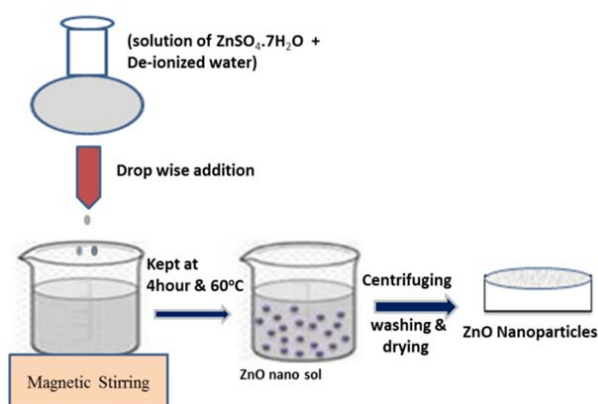 (solution of ZnSO₄.7H₂O +
De-ionized water)
Drop wise addition
Kept at
4hour & 60°C
Centrifuging
washing &
drying
ZnO Nanoparticles
ZnO nano sol
Magnetic Stirring